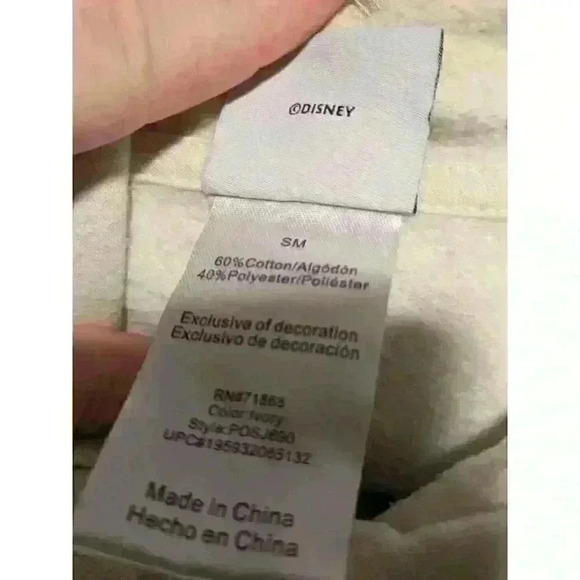 ©DISNEY
SM
60%Cotton/Algodón
40%Polyester/Poliéster
Exclusive of decoration
Exclusivo de decoración
RN#71865
Color:Ivory
Style:POSJ690
UPC#195932065132
Made in China
Hecho en China